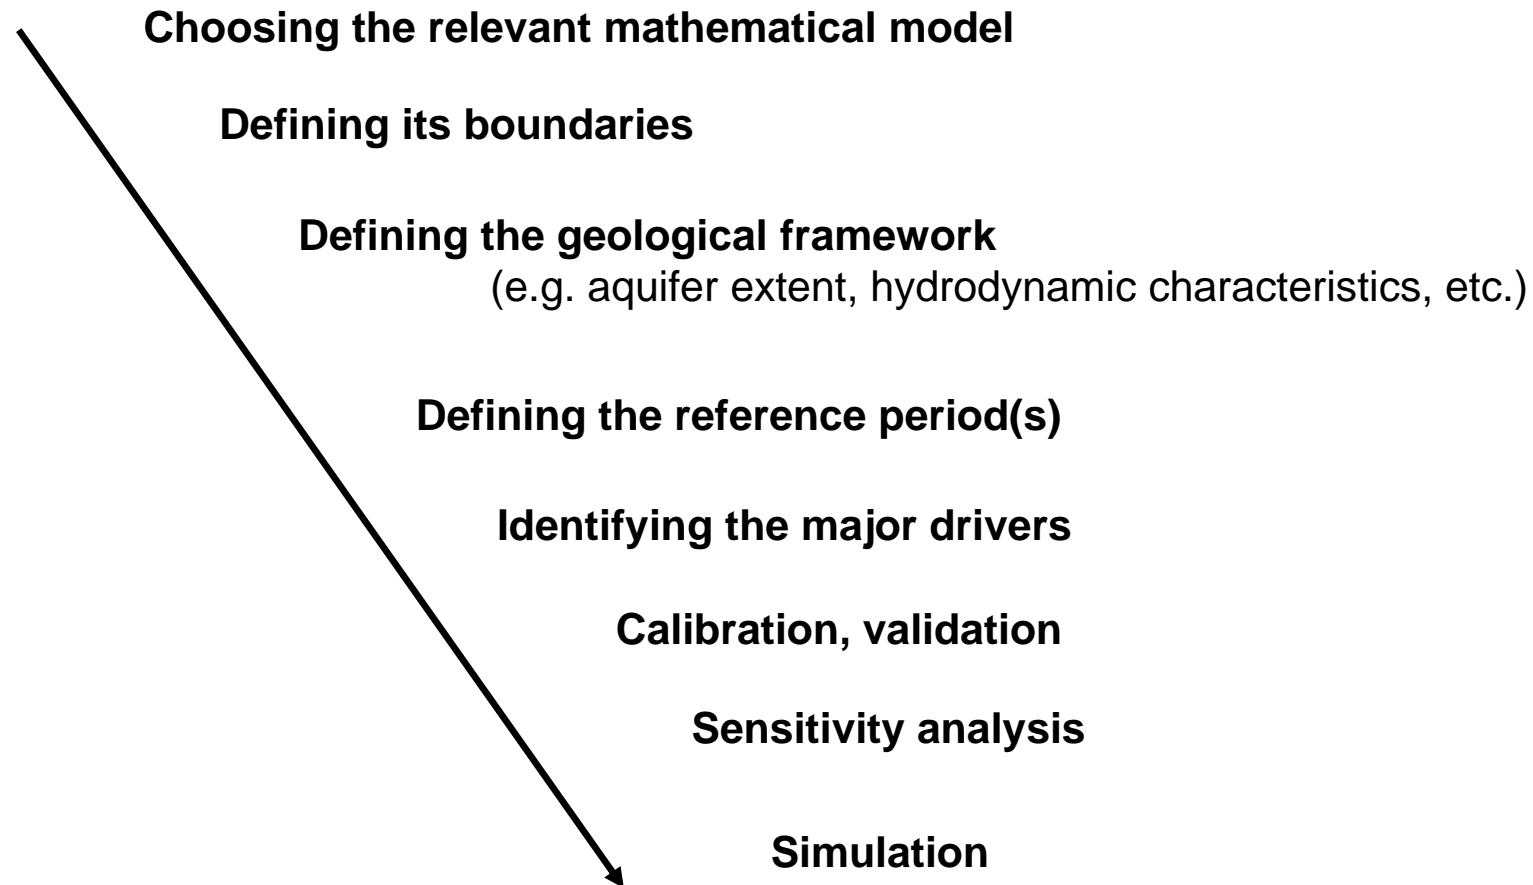 Choosing the relevant mathematical model
Defining its boundaries
Defining the geological framework
(e.g. aquifer extent, hydrodynamic characteristics, etc.)
Defining the reference period(s)
Identifying the major drivers
Calibration, validation
Sensitivity analysis
Simulation